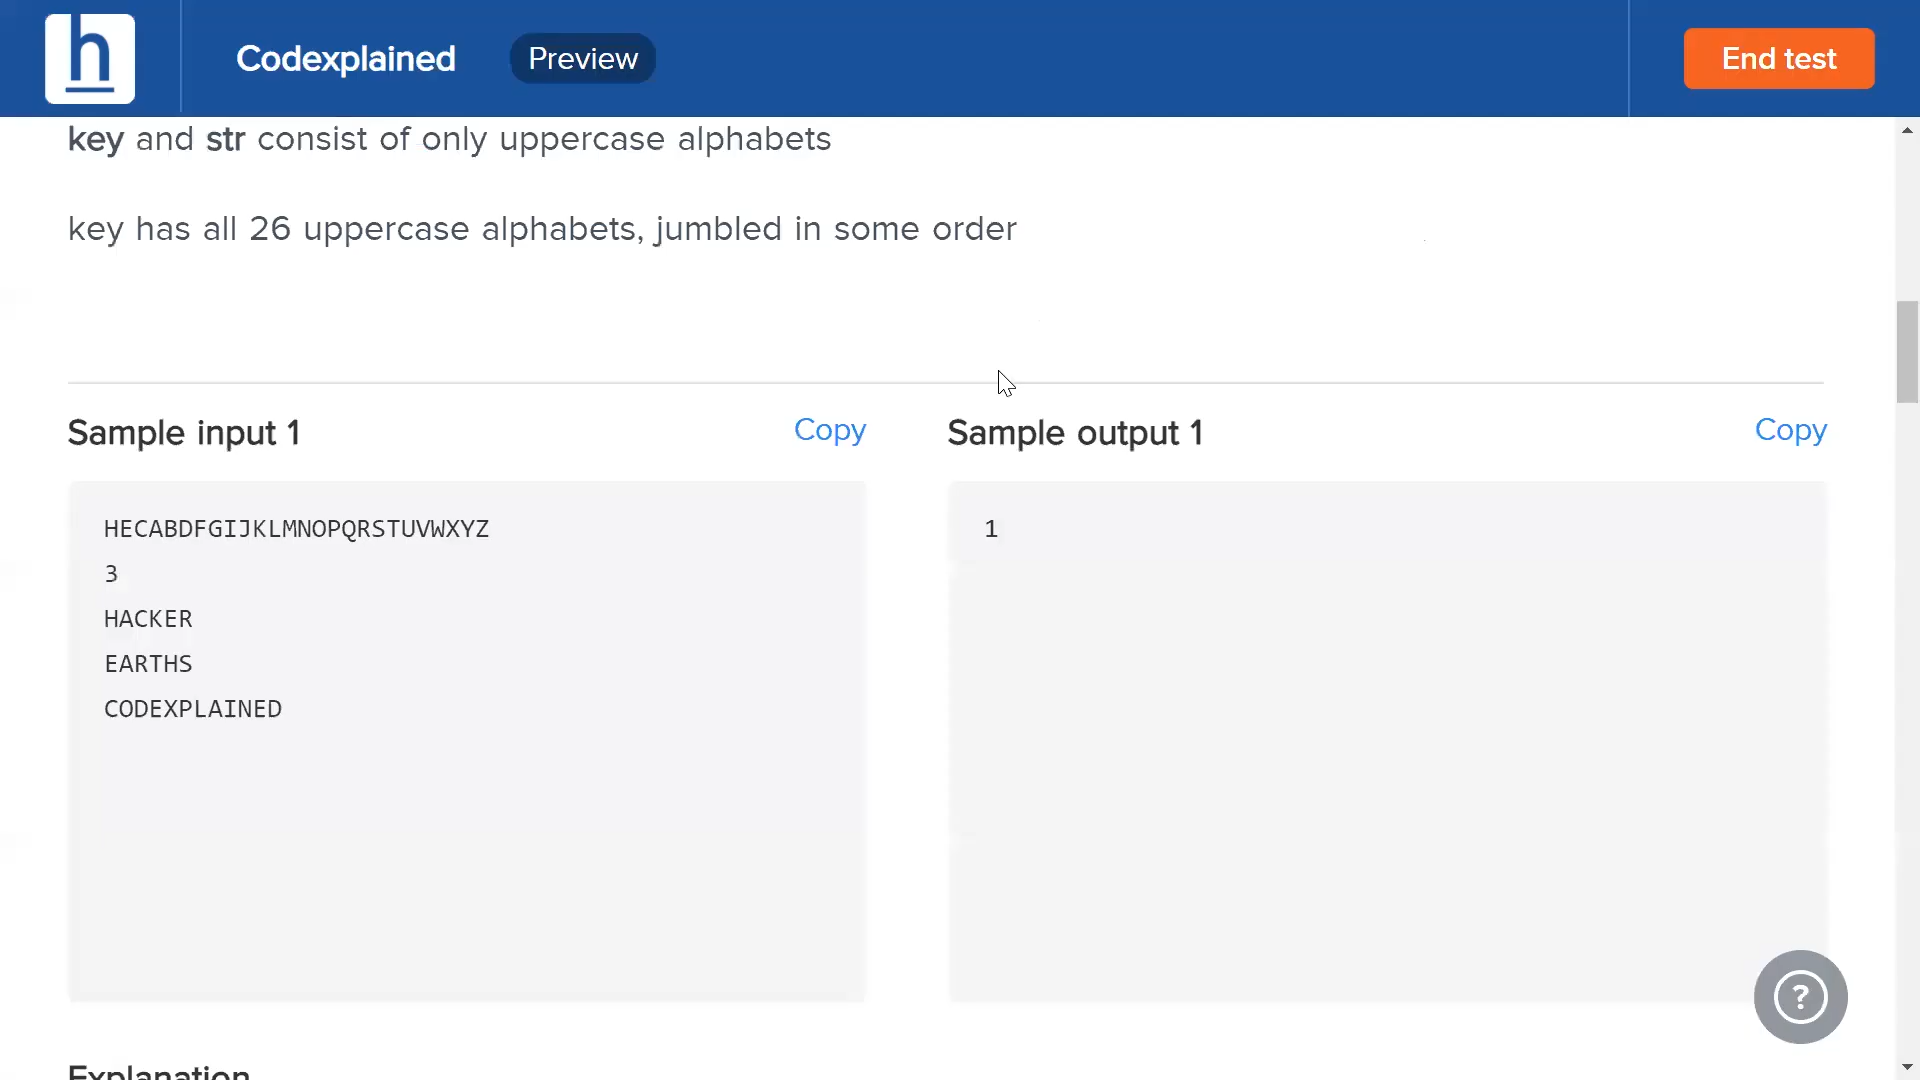 h
Codexplained Preview End test
key and str consist of only uppercase alphabets
key has all 26 uppercase alphabets, jumbled in some order
Sample input 1 Copy Sample output 1 Copy
HECABDFGIJKLMNOPQRSTUVWXYZ 1
3
HACKER
EARTHS
CODEXPLAINED
?
Explanation